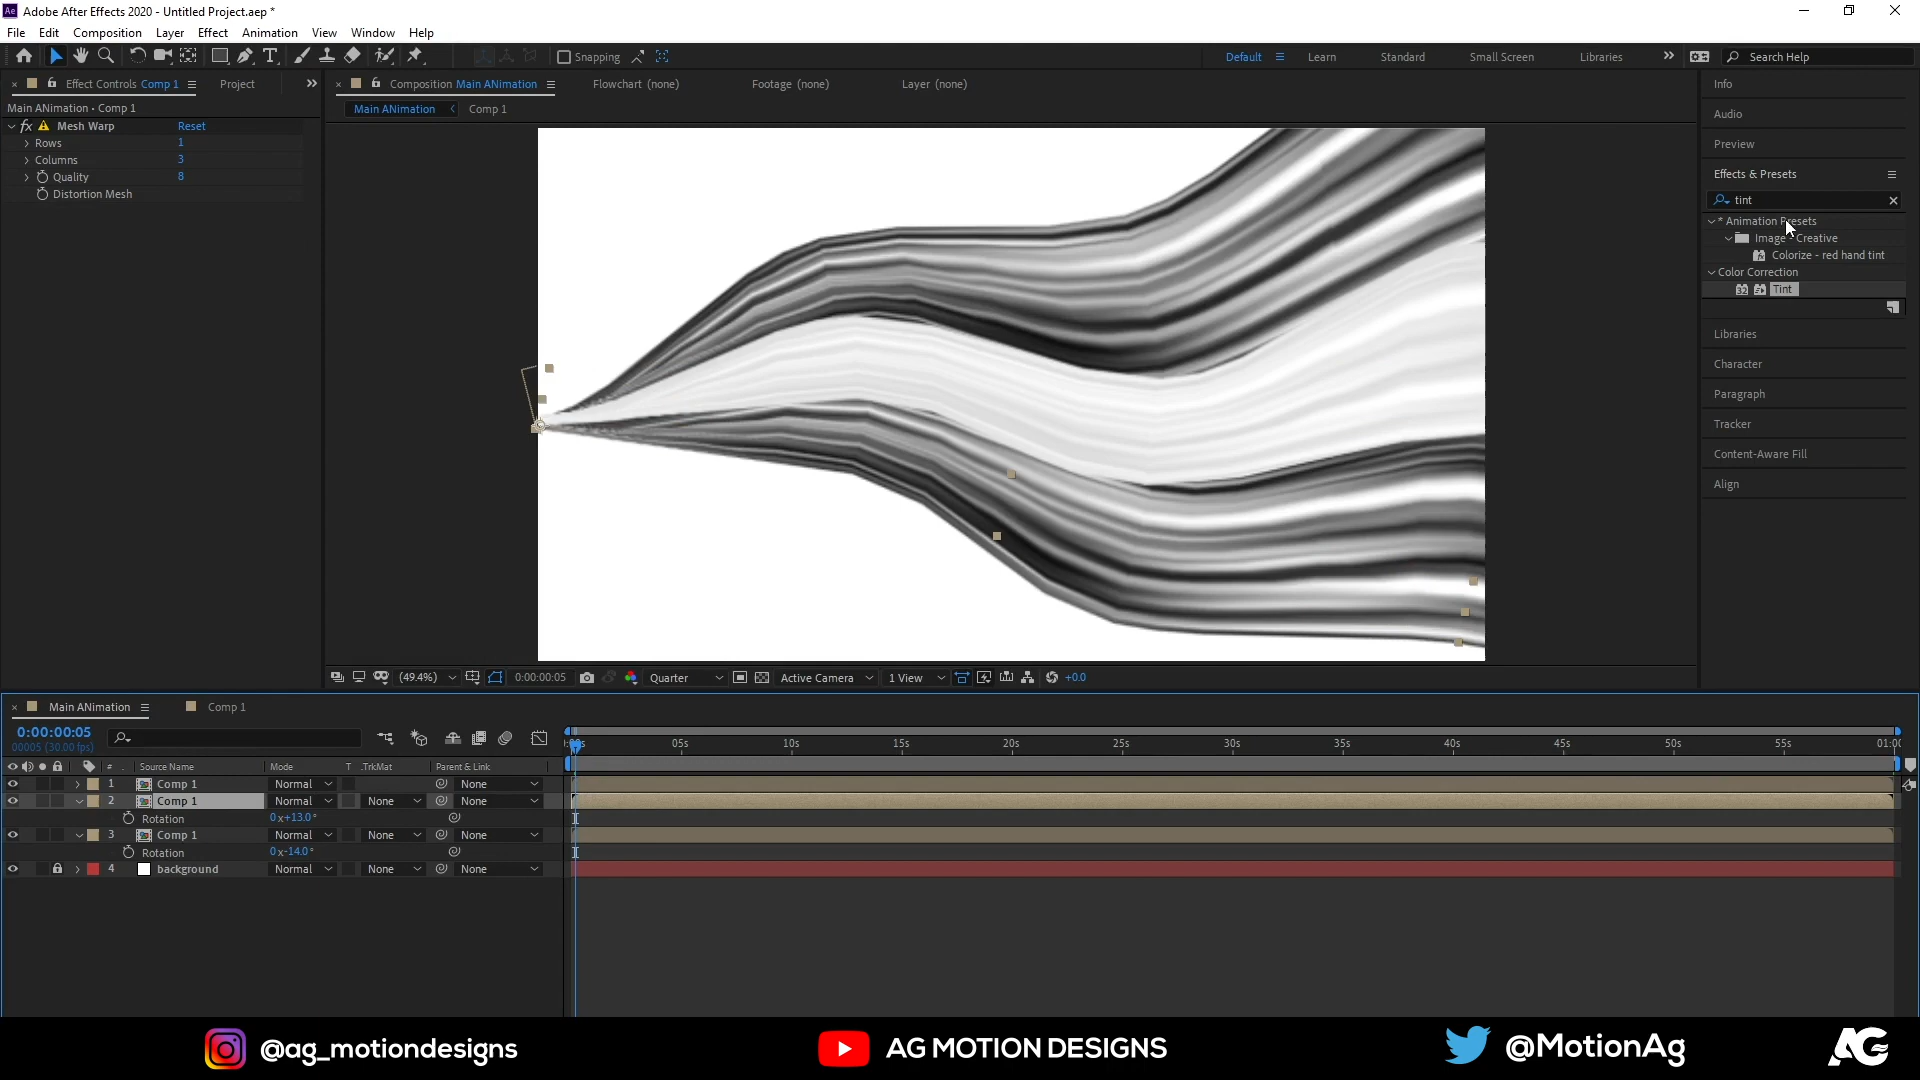 Ae Adobe After Effects 2020 - Untitled Project.aep *
File Edit Composition Layer Effect Animation View Window Help
Snapping Default Learn Standard Small Screen Libraries Search Help
Effect Controls Comp 1 Project
Composition Main ANimation Flowchart (none) Footage (none) Layer (none)
Main ANimation • Comp 1
Main ANimation Comp 1
fx Mesh Warp Reset
Rows 1
Columns 3
Quality 8
Distortion Mesh
Info
Audio
Preview
Effects & Presets
tint
* Animation Presets
Image - Creative
Colorize - red hand tint
Color Correction
32 Tint
Libraries
Character
Paragraph
Tracker
Content-Aware Fill
Align
(49.4%) 0:00:00:05 Quarter Active Camera 1 View +0.0
Main ANimation Comp 1
0:00:00:05
00005 (30.00 fps)
05s 10s 15s 20s 25s 30s 35s 40s 45s 50s 55s 01:00
# Source Name Mode T .TrkMat Parent & Link
1 Comp 1 Normal None
2 Comp 1 Normal None None
Rotation 0x+13.0°
3 Comp 1 Normal None None
Rotation 0x-14.0°
4 background Normal None None
@ag_motiondesigns AG MOTION DESIGNS @MotionAg AG